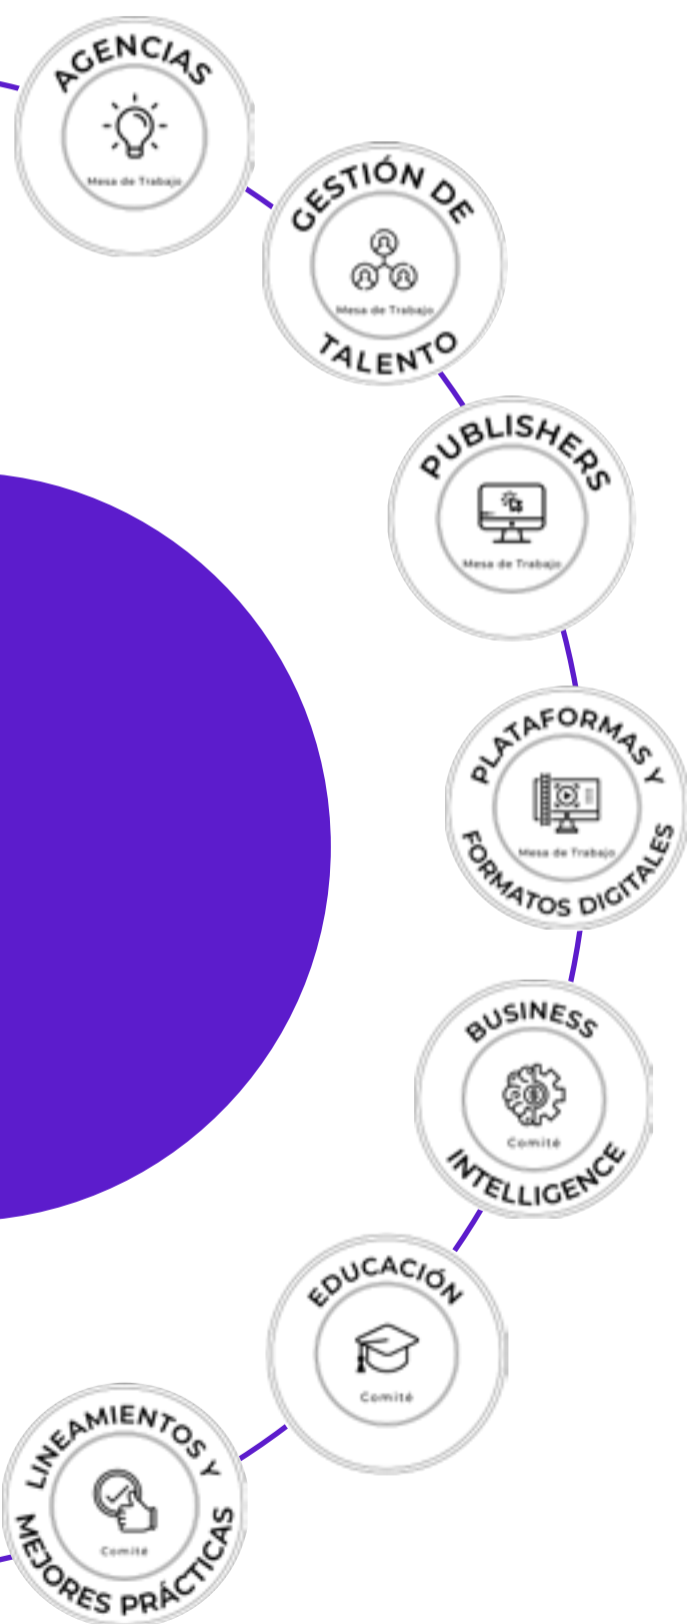 AGENCIAS
Mesa de Trabajo
GESTIÓN DE
Mesa de Trabajo
TALENTO
PUBLISHERS
Mesa de Trabajo
PLATAFORMAS Y
Mesa de Trabajo
FORMATOS DIGITALES
BUSINESS
Comité
INTELLIGENCE
EDUCACIÓN
Comité
LINEAMIENTOS Y
Comité
MEJORES PRÁCTICAS